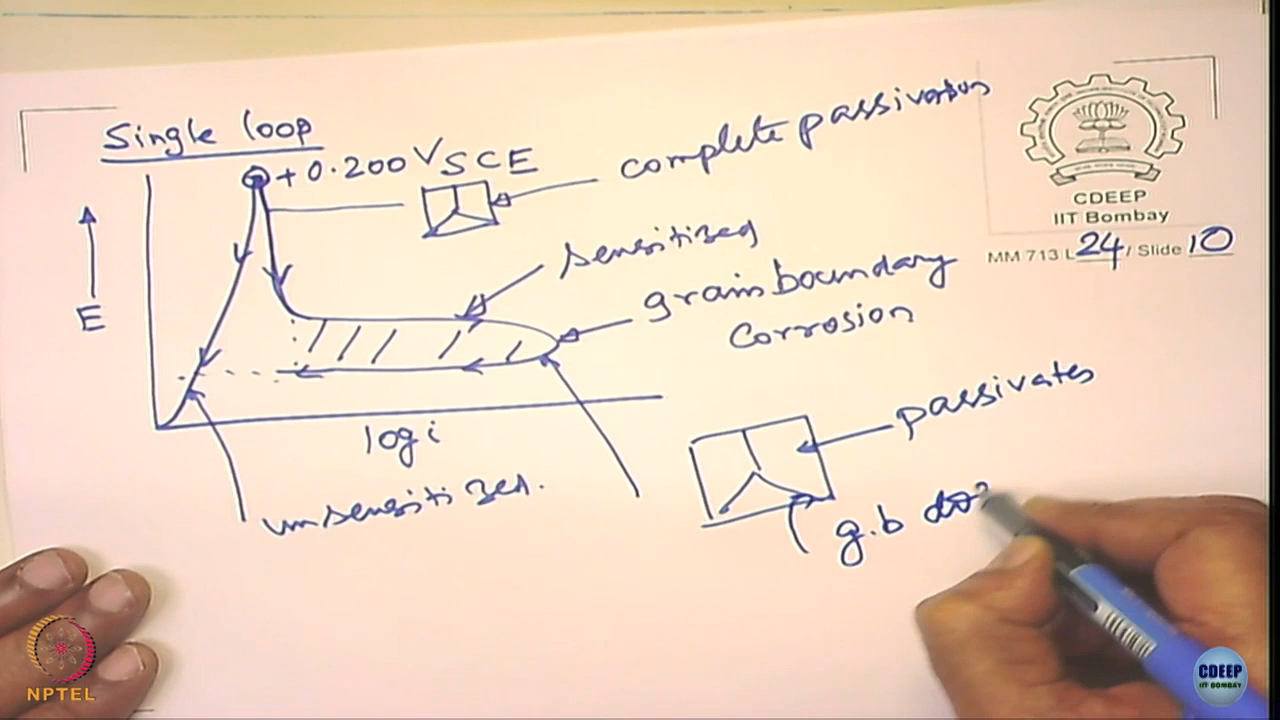 Single loop
+0.200 V SCE
complete passivation
E
sensitized
grain boundary
corrosion
log i
unsensitized.
passivates
g.b
CDEEP
IIT Bombay
MM 713 L 24 / Slide 10
NPTEL
CDEEP
IIT BOMBAY